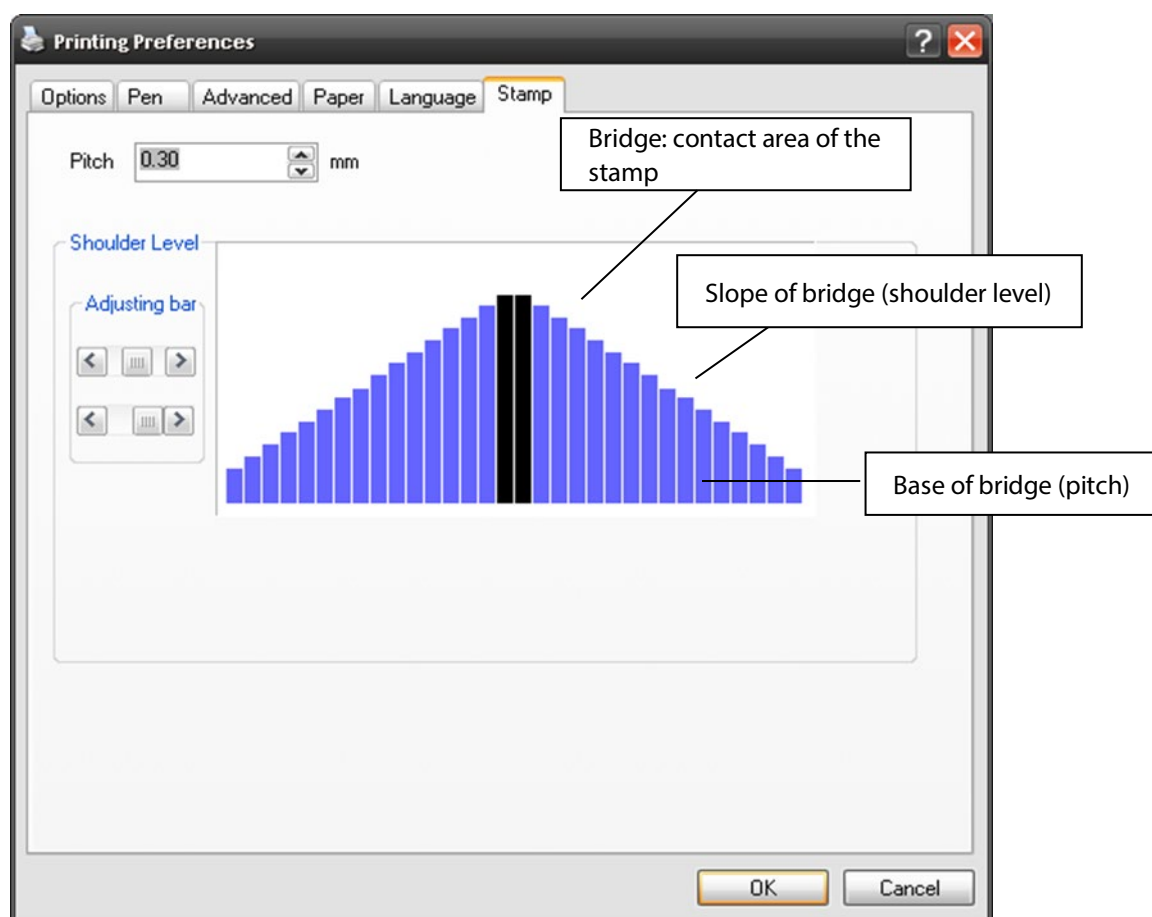 Printing Preferences
Options Pen Advanced Paper Language Stamp
Pitch 0.30 mm
Bridge: contact area of the
stamp
Shoulder Level
Slope of bridge (shoulder level)
Adjusting bar
Base of bridge (pitch)
OK Cancel